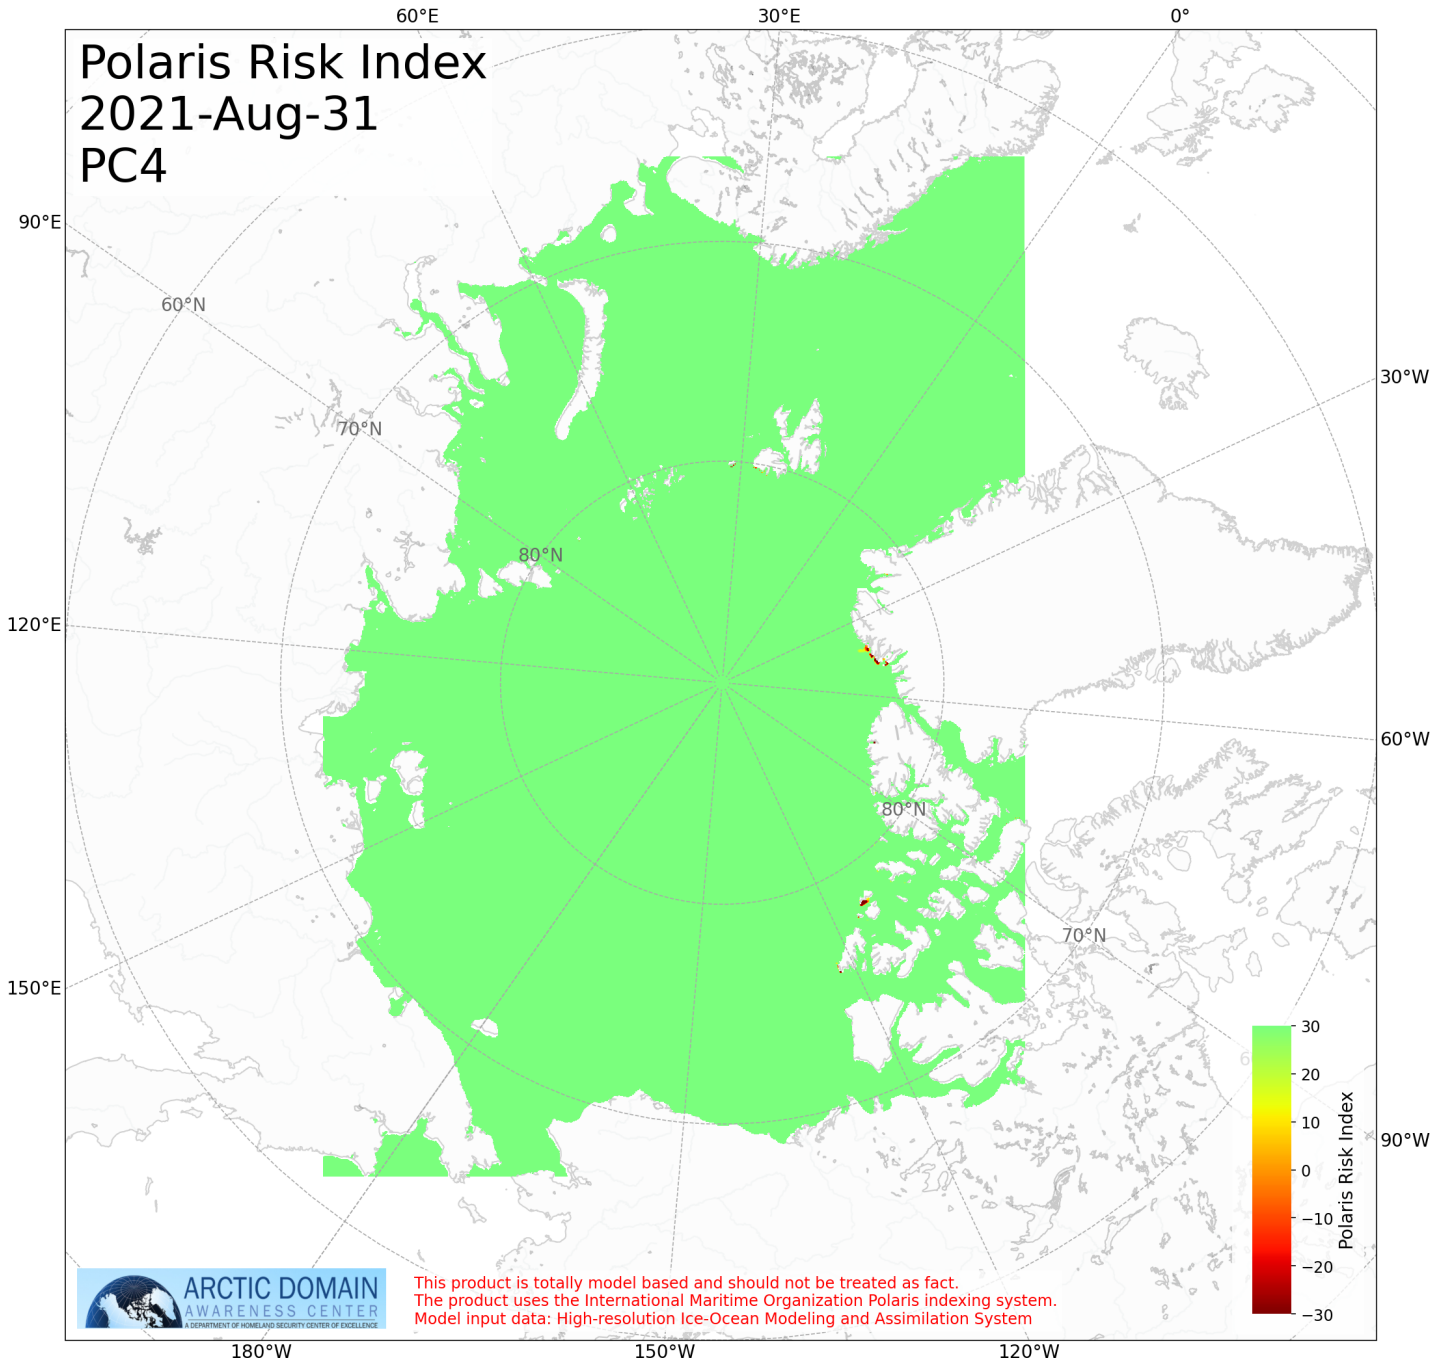 60°E 30°E 0°
Polaris Risk Index
2021-Aug-31
PC4
90°E
60°N
30°W
70°N
80°N
120°E
60°W
80°N
70°N
150°E
30
20
10
0
−10
−20
−30
Polaris Risk Index
90°W
ARCTIC DOMAIN
AWARENESS CENTER
A DEPARTMENT OF HOMELAND SECURITY CENTER OF EXCELLENCE
This product is totally model based and should not be treated as fact.
The product uses the International Maritime Organization Polaris indexing system.
Model input data: High-resolution Ice-Ocean Modeling and Assimilation System
180°W 150°W 120°W